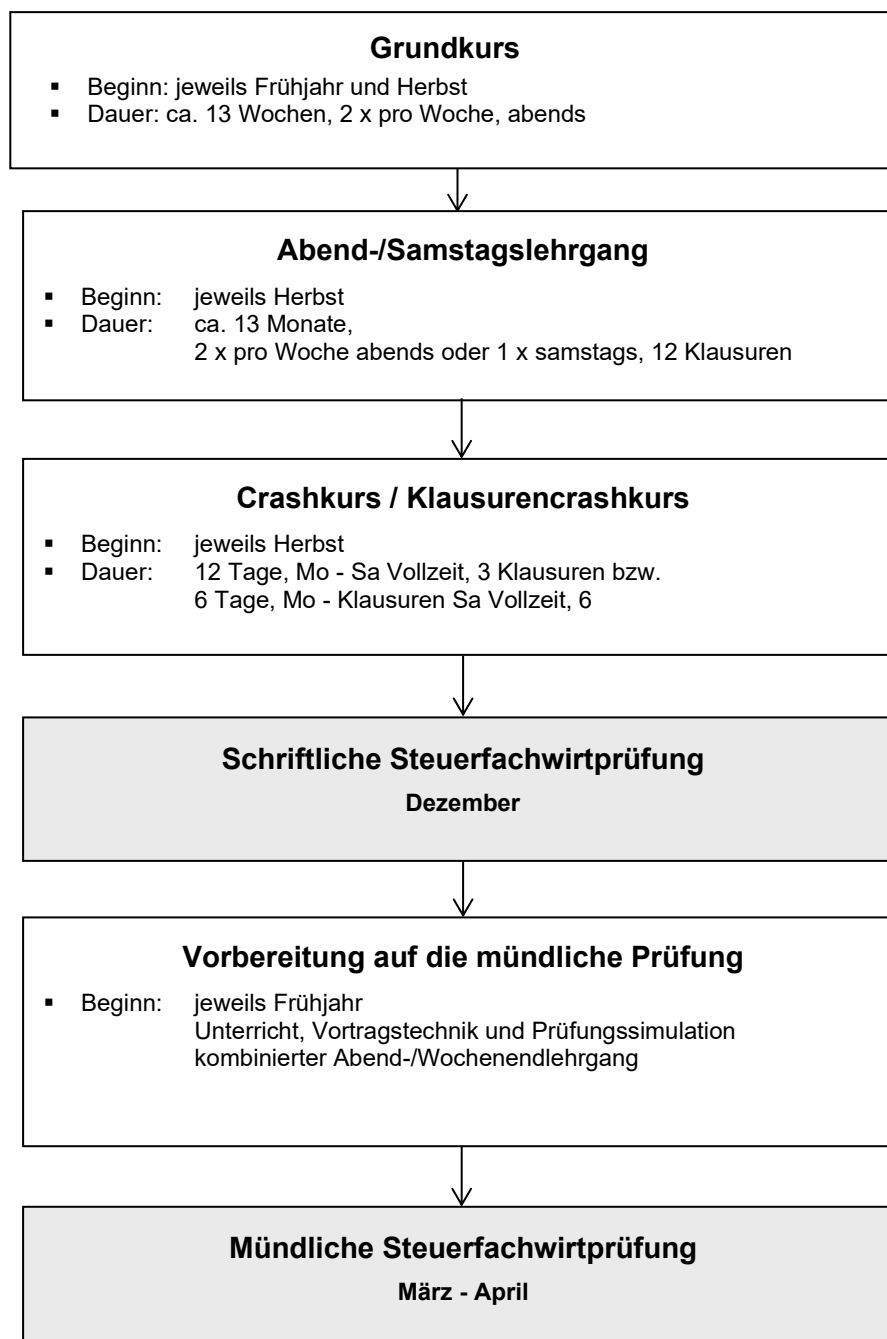 Grundkurs
▪ Beginn: jeweils Frühjahr und Herbst
▪ Dauer: ca. 13 Wochen, 2 x pro Woche, abends
Abend-/Samstagslehrgang
▪ Beginn: jeweils Herbst
▪ Dauer: ca. 13 Monate,
2 x pro Woche abends oder 1 x samstags, 12 Klausuren
Crashkurs / Klausurencrashkurs
▪ Beginn: jeweils Herbst
▪ Dauer: 12 Tage, Mo - Sa Vollzeit, 3 Klausuren bzw.
6 Tage, Mo - Klausuren Sa Vollzeit, 6
Schriftliche Steuerfachwirtprüfung
Dezember
Vorbereitung auf die mündliche Prüfung
▪ Beginn: jeweils Frühjahr
Unterricht, Vortragstechnik und Prüfungssimulation
kombinierter Abend-/Wochenendlehrgang
Mündliche Steuerfachwirtprüfung
März - April